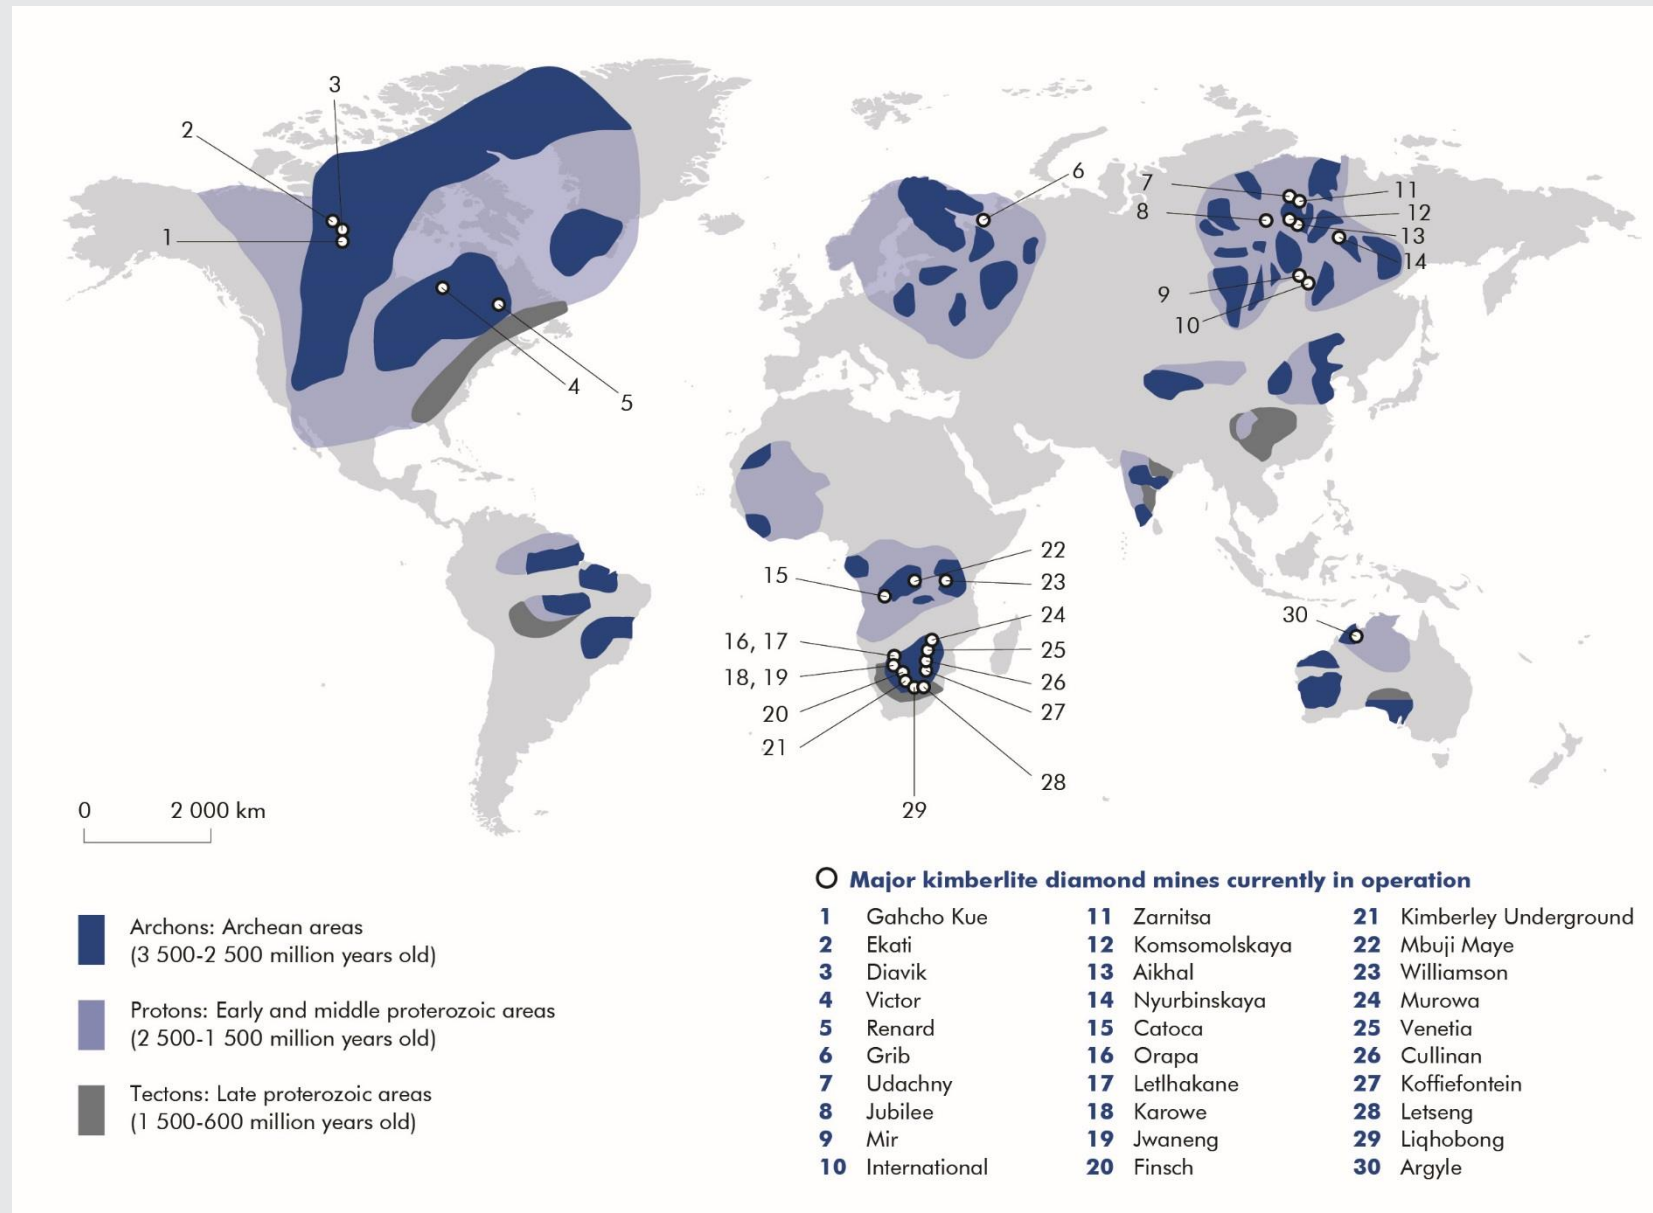 3
2
1
4
5
6
7
8
9
10
11
12
13
14
15
16, 17
18, 19
20
21
22
23
24
25
26
27
28
29
30
0 2 000 km
Archons: Archean areas
(3 500-2 500 million years old)
Protons: Early and middle proterozoic areas
(2 500-1 500 million years old)
Tectons: Late proterozoic areas
(1 500-600 million years old)
Major kimberlite diamond mines currently in operation
1 Gahcho Kue
2 Ekati
3 Diavik
4 Victor
5 Renard
6 Grib
7 Udachny
8 Jubilee
9 Mir
10 International
11 Zarnitsa
12 Komsomolskaya
13 Aikhal
14 Nyurbinskaya
15 Catoca
16 Orapa
17 Letlhakane
18 Karowe
19 Jwaneng
20 Finsch
21 Kimberley Underground
22 Mbuji Maye
23 Williamson
24 Murowa
25 Venetia
26 Cullinan
27 Koffiefontein
28 Letseng
29 Liqhobong
30 Argyle